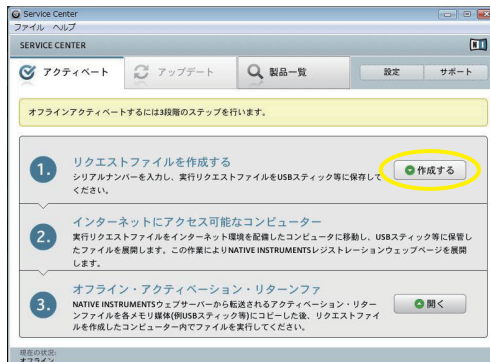 Service Center
ファイル ヘルプ
SERVICE CENTER
アクティベート
アップデート
製品一覧
設定
サポート
オフラインアクティベートするには3段階のステップを行います。
1.
リクエストファイルを作成する
シリアルナンバーを入力し、実行リクエストファイルをUSBスティック等に保存して
ください。
作成する
2.
インターネットにアクセス可能なコンピューター
実行リクエストファイルをインターネット環境を配備したコンピュータに移動し、USBスティック等に保管し
たファイルを展開します。この作業によりNATIVE INSTRUMENTSレジストレーションウェブページを展開
します。
3.
オフライン・アクティベーション・リターンファ
NATIVE INSTRUMENTSウェブサーバーから転送されるアクティベーション・リター
ンファイルを各メモリ媒体(例USBスティック等)にコピーした後、リクエストファイ
ルを作成したコンピューター内でファイルを実行してください。
開く
現在の状況:
オフライン